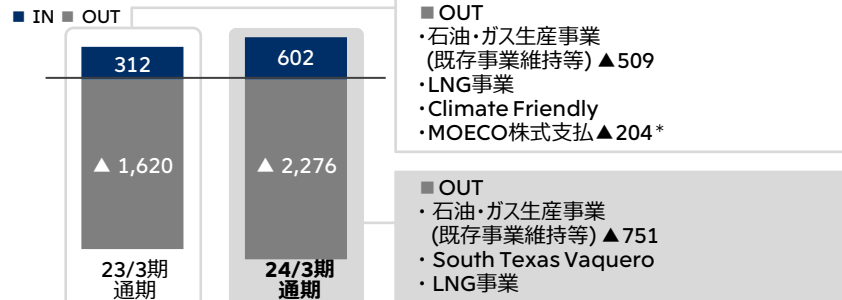 ■ IN ■ OUT
312
602
▲ 1,620
▲ 2,276
23/3期
通期
24/3期
通期
■ OUT
・石油・ガス生産事業
(既存事業維持等) ▲509
・LNG事業
・Climate Friendly
・MOECO株式支払▲204*
■ OUT
・ 石油・ガス生産事業
(既存事業維持等) ▲751
・ South Texas Vaquero
・ LNG事業